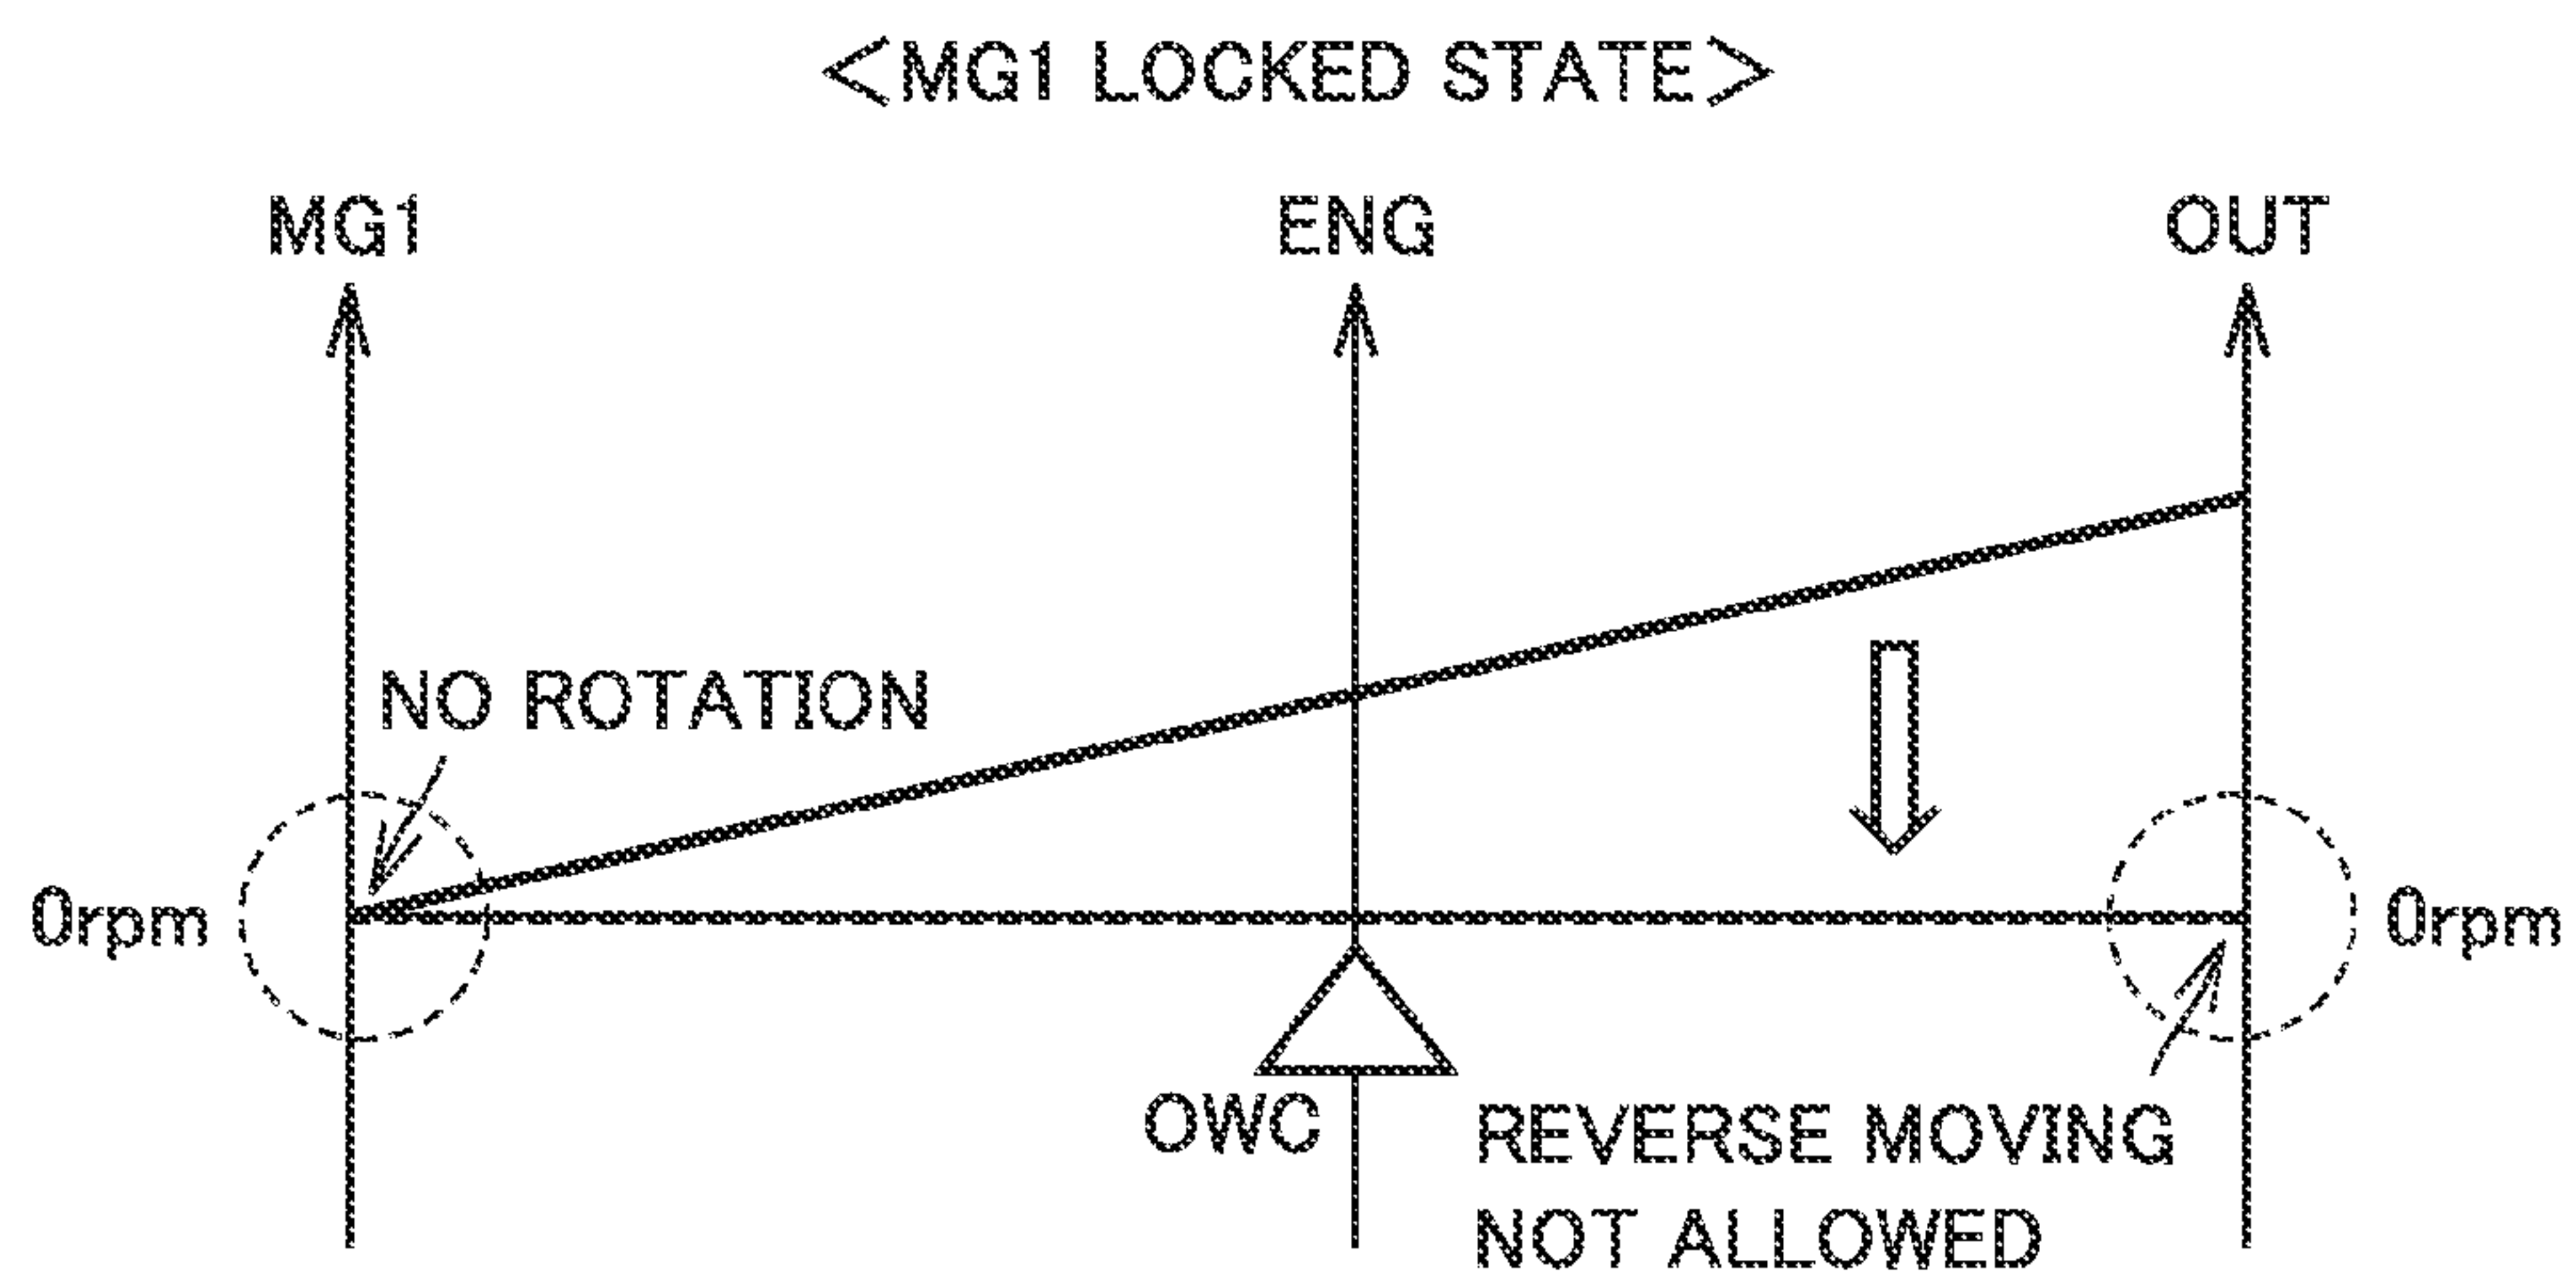 <MG1 LOCKED STATE>
MG1
ENG
OUT
NO ROTATION
0rpm
0rpm
OWC
REVERSE MOVING
NOT ALLOWED